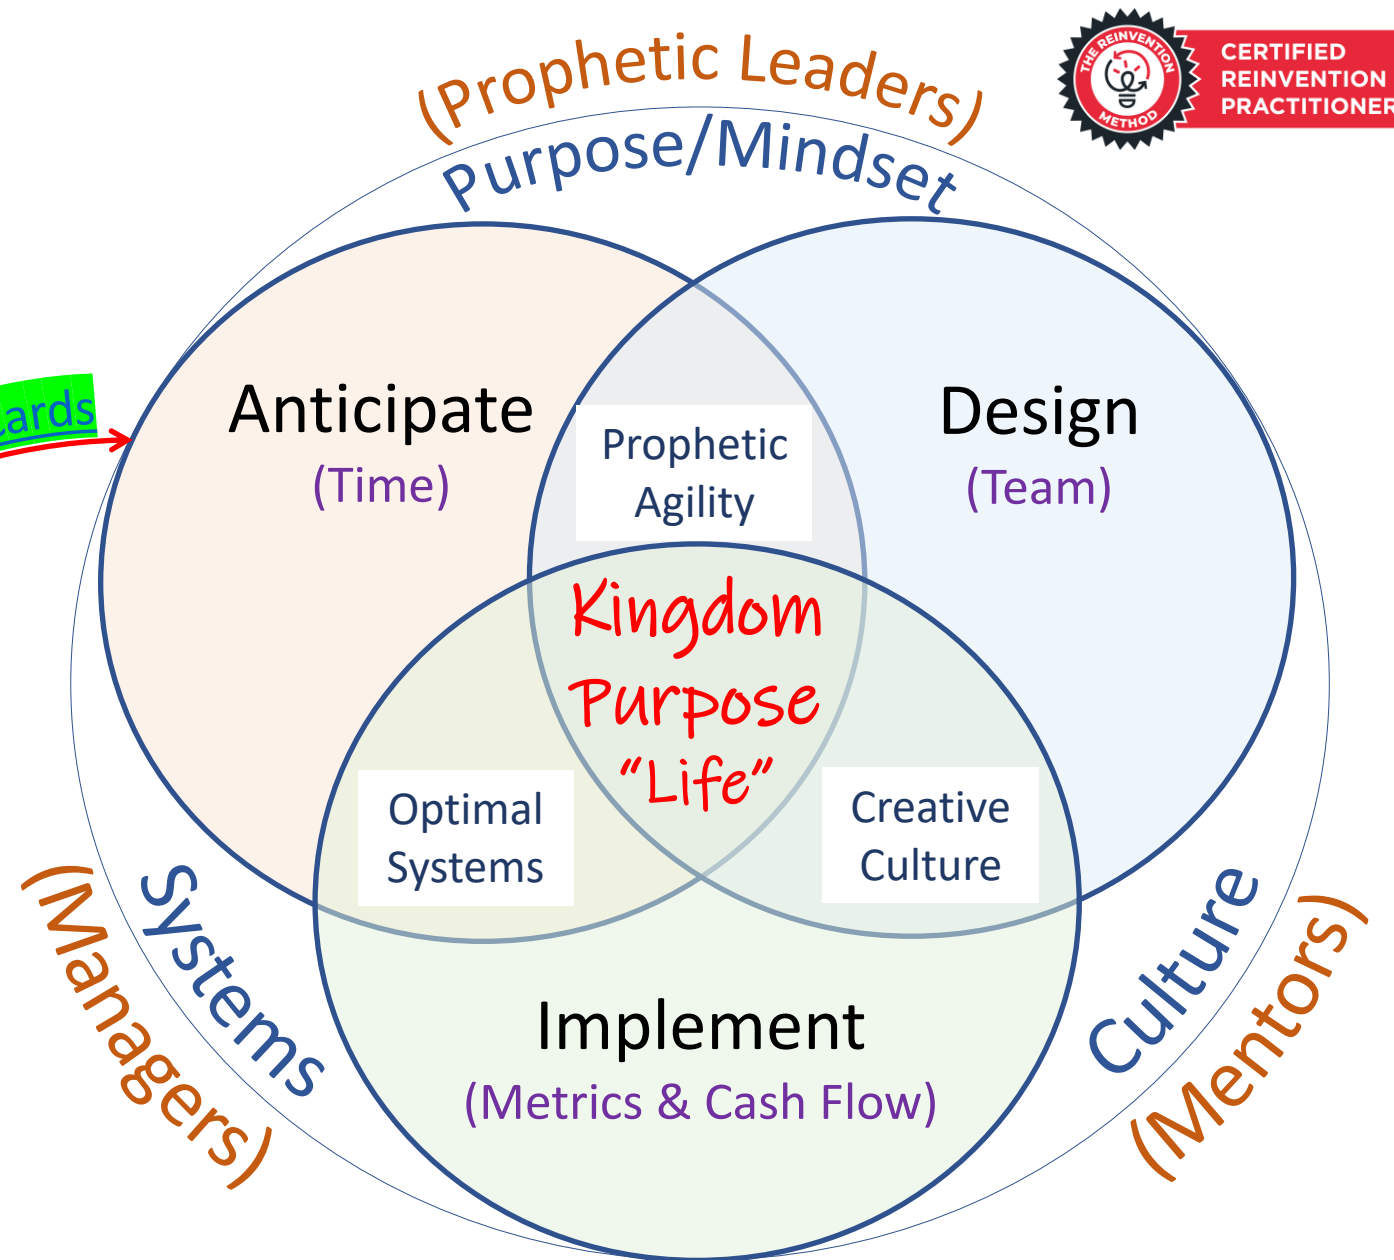 (Prophetic Leaders)
Purpose/Mindset
THE REINVENTION
METHOD
CERTIFIED
REINVENTION
PRACTITIONER
Anticipate
(Time)
Design
(Team)
Prophetic
Agility
Kingdom
Purpose
“Life”
Optimal
Systems
Creative
Culture
Systems
(Managers)
Culture
(Mentors)
Implement
(Metrics & Cash Flow)